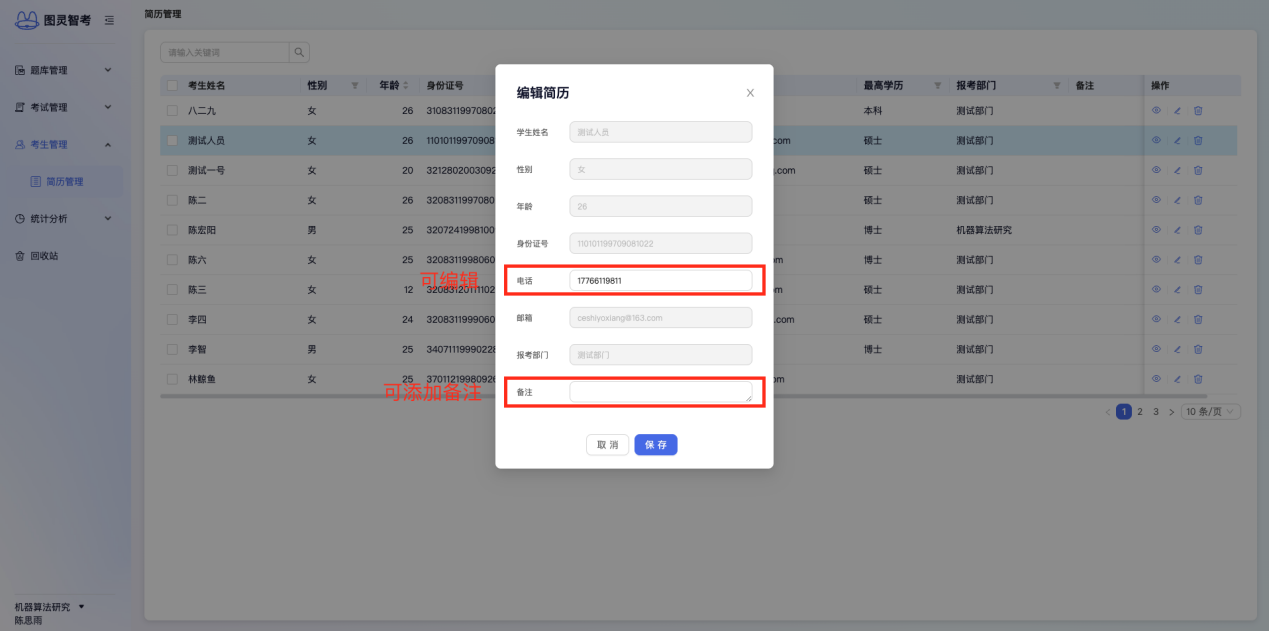 图灵智考
简历管理
请输入关键词
题库管理
考试管理
考生管理
简历管理
统计分析
回收站
考生姓名 性别 年龄 身份证号 最高学历 报考部门 备注 操作
八二九 女 26 31083119970802 本科 测试部门
测试人员 女 26 11010119970908 com 硕士 测试部门
测试一号 女 20 3212802003092 .com 硕士 测试部门
陈二 女 26 3208311997080 硕士 测试部门
陈宏阳 男 25 3207241998100 博士 机器算法研究
陈六 女 25 3208311998060 om 博士 测试部门
陈三 女 12 3208312011102 om 硕士 测试部门
李四 女 24 3208311999060 .com 硕士 测试部门
李智 男 25 3407111999022 博士 测试部门
林鲸鱼 女 25 3701121998092 om 测试部门
1 2 3 10 条/页
编辑简历
学生姓名 测试人员
性别 女
年龄 26
身份证号 110101199709081022
可编辑
电话 17766119811
邮箱 ceshiyoxiang@163.com
报考部门 测试部门
可添加备注
备注
取 消 保 存
机器算法研究
陈思雨